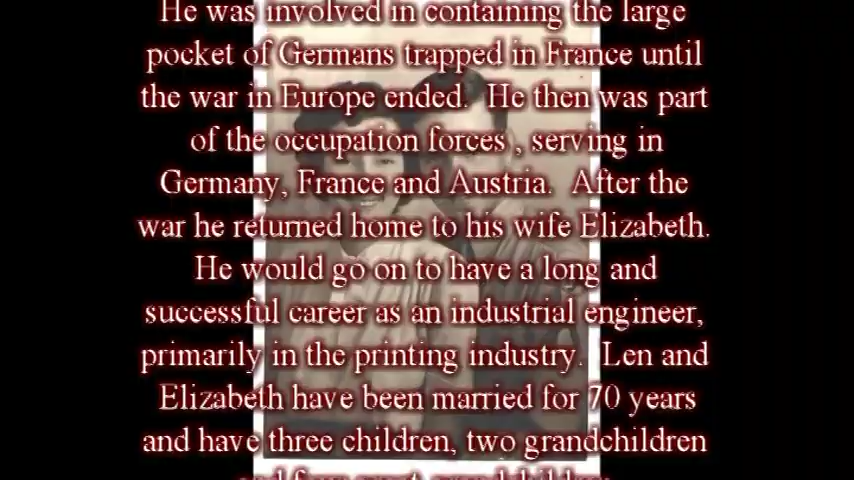 He was involved in containing the large
pocket of Germans trapped in France until
the war in Europe ended. He then was part
of the occupation forces , serving in
Germany, France and Austria. After the
war he returned home to his wife Elizabeth.
He would go on to have a long and
successful career as an industrial engineer,
primarily in the printing industry. Len and
Elizabeth have been married for 70 years
and have three children, two grandchildren
and four great grandchildren